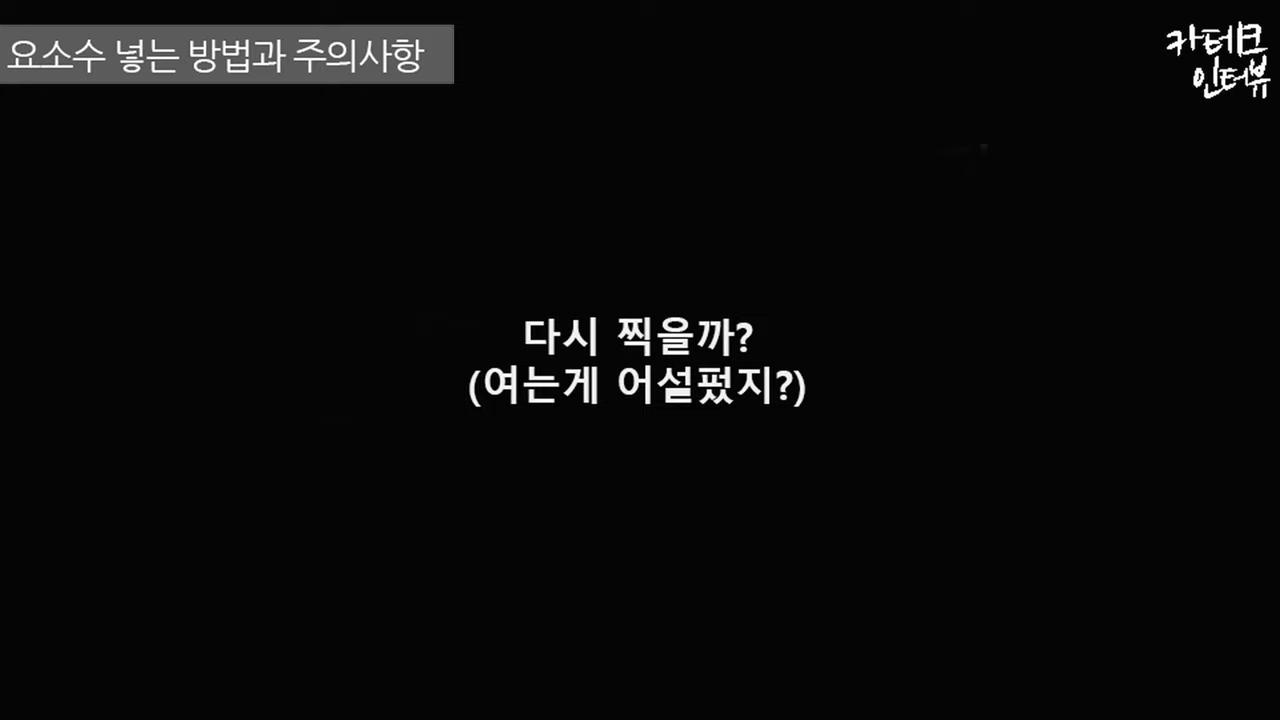 요소수 넣는 방법과 주의사항
카테크
인터뷰
다시 찍을까?
(여는게 어설펐지?)